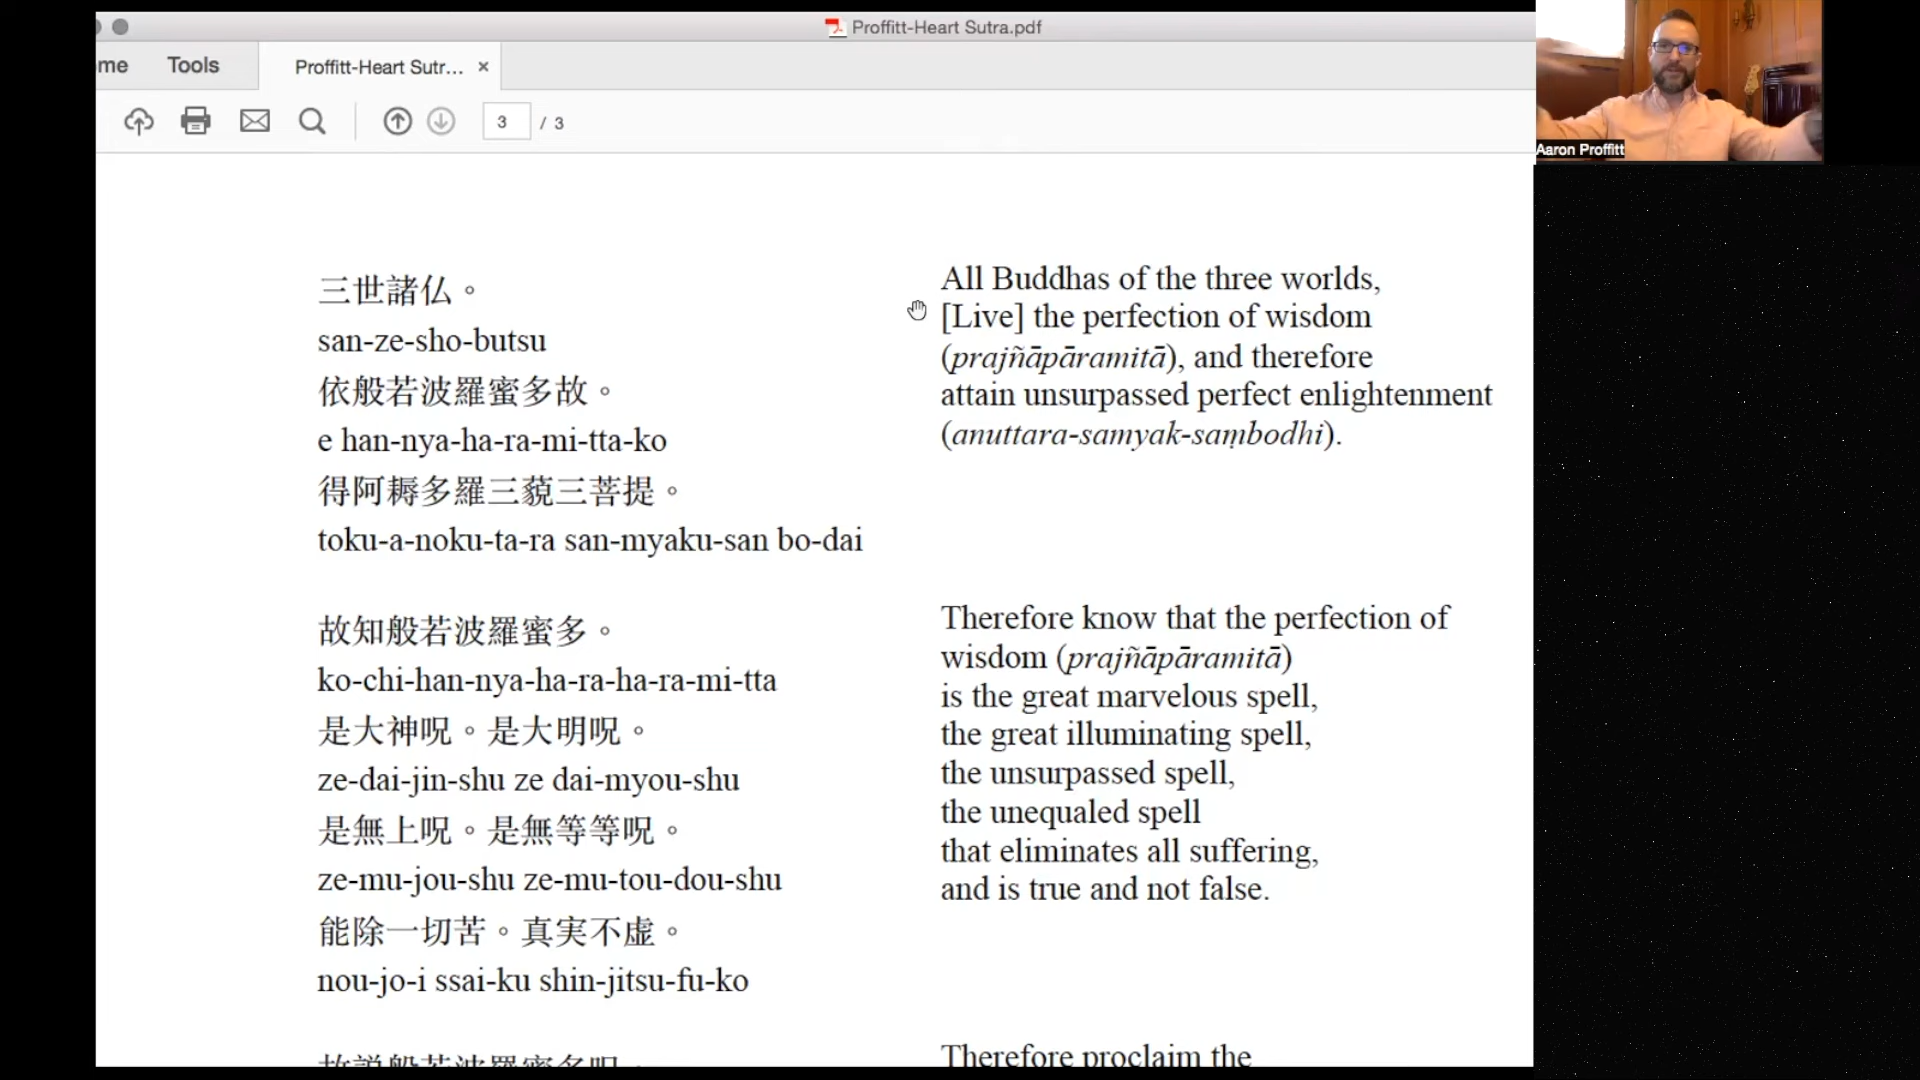 Proffitt-Heart Sutra.pdf
me
Tools
Proffitt-Heart Sutr... ×
3 / 3
Aaron Proffitt
三世諸仏。
san-ze-sho-butsu
依般若波羅蜜多故。
e han-nya-ha-ra-mi-tta-ko
得阿耨多羅三藐三菩提。
toku-a-noku-ta-ra san-myaku-san bo-dai
故知般若波羅蜜多。
ko-chi-han-nya-ha-ra-ha-ra-mi-tta
是大神呪。是大明呪。
ze-dai-jin-shu ze dai-myou-shu
是無上呪。是無等等呪。
ze-mu-jou-shu ze-mu-tou-dou-shu
能除一切苦。真実不虚。
nou-jo-i ssai-ku shin-jitsu-fu-ko
故説般若波羅蜜多呪。
All Buddhas of the three worlds,
[Live] the perfection of wisdom
(prajñāpāramitā), and therefore
attain unsurpassed perfect enlightenment
(anuttara-samyak-saṃbodhi).
Therefore know that the perfection of
wisdom (prajñāpāramitā)
is the great marvelous spell,
the great illuminating spell,
the unsurpassed spell,
the unequaled spell
that eliminates all suffering,
and is true and not false.
Therefore proclaim the